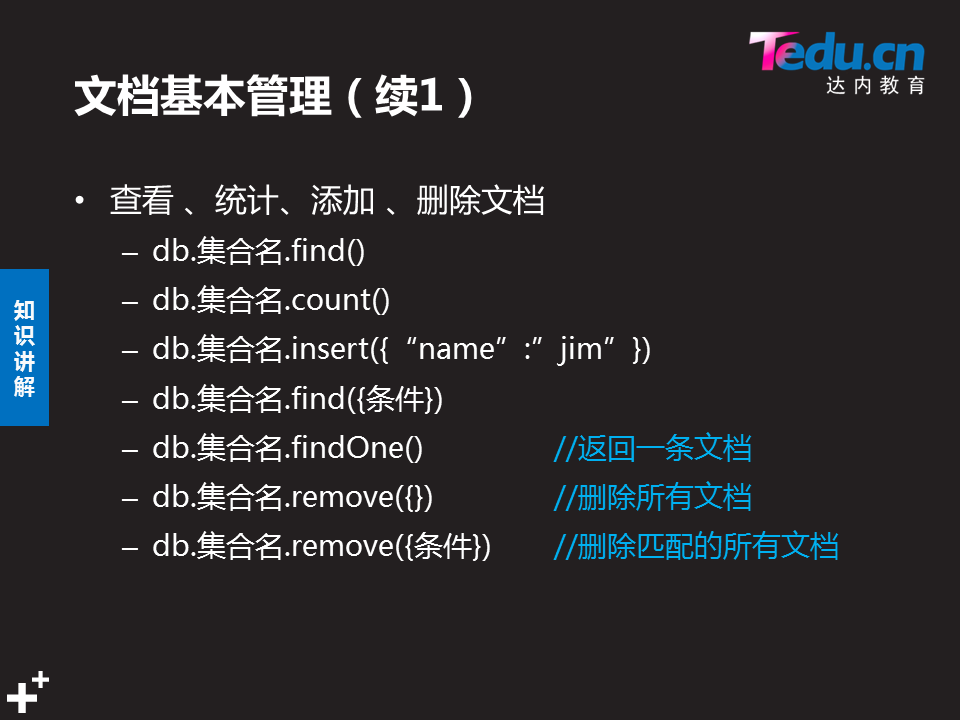 Tedu.cn
达内教育
文档基本管理（续1）
• 查看 、统计、添加 、删除文档
– db.集合名.find()
– db.集合名.count()
– db.集合名.insert({“name”:”jim”})
– db.集合名.find({条件})
– db.集合名.findOne() //返回一条文档
– db.集合名.remove({}) //删除所有文档
– db.集合名.remove({条件}) //删除匹配的所有文档
知识讲解